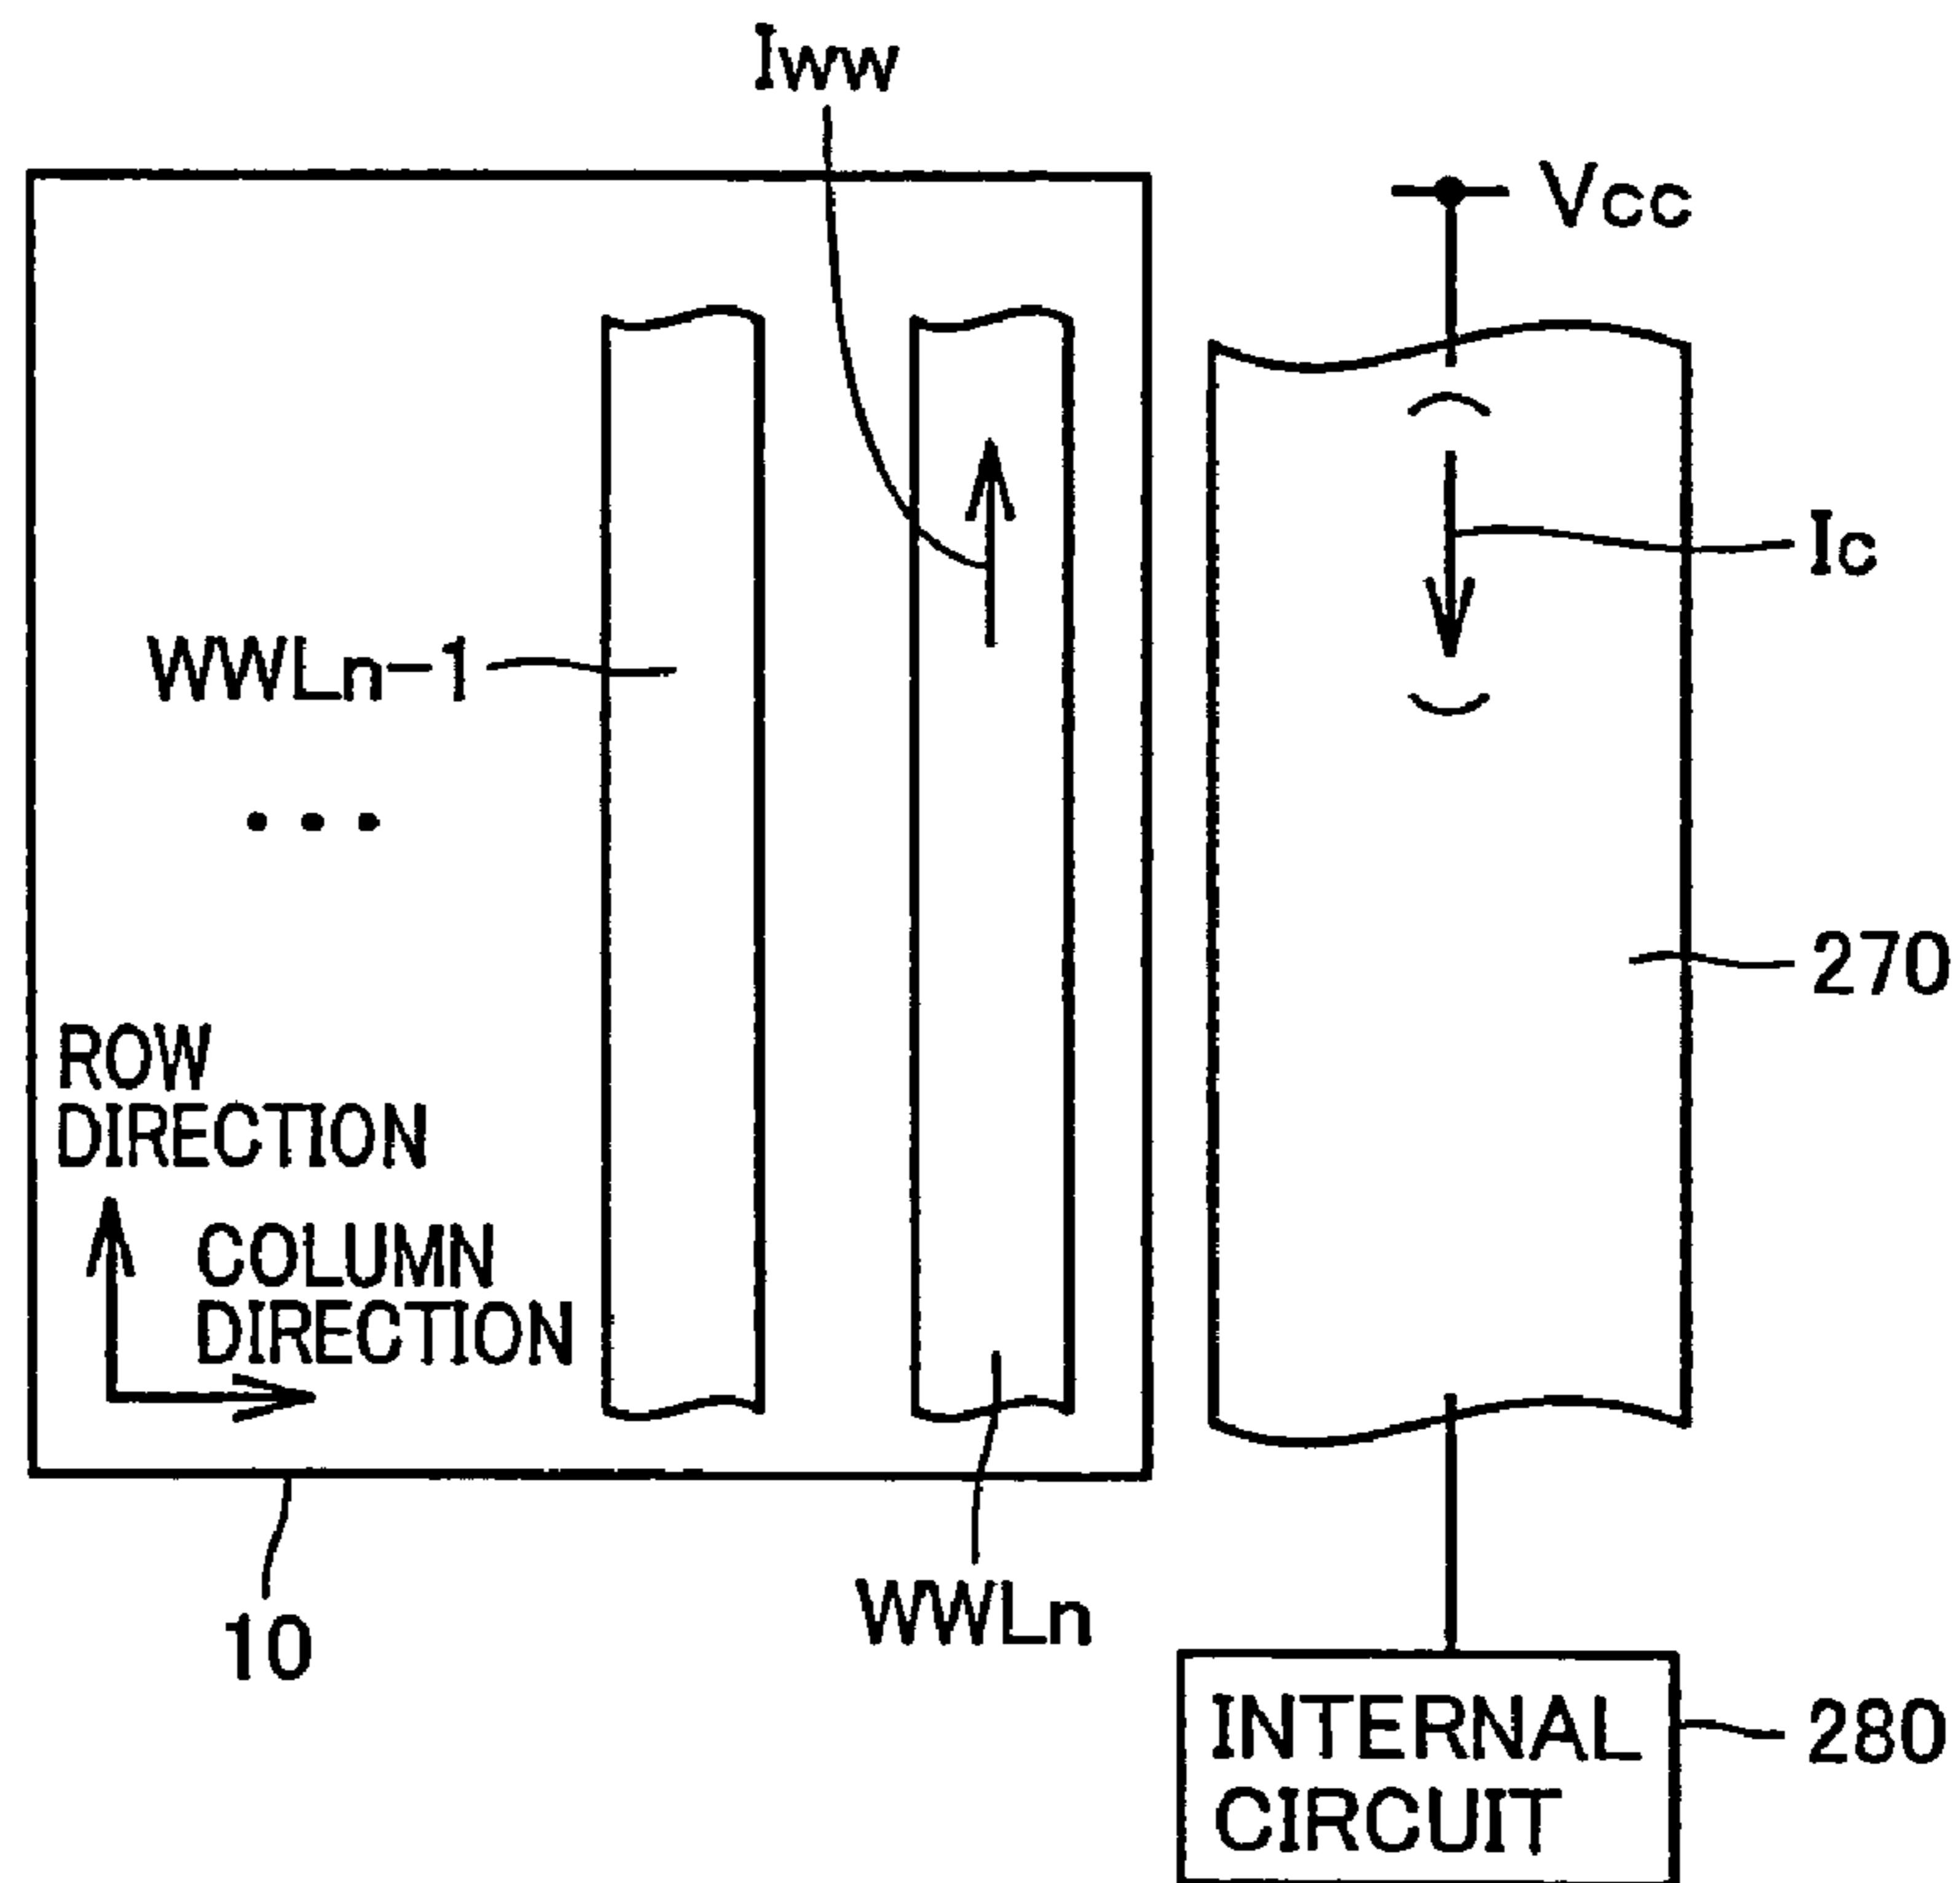 Iww
Vcc
Ic
WWLn-1
270
ROW
DIRECTION
COLUMN
DIRECTION
10
WWLn
280
INTERNAL
CIRCUIT